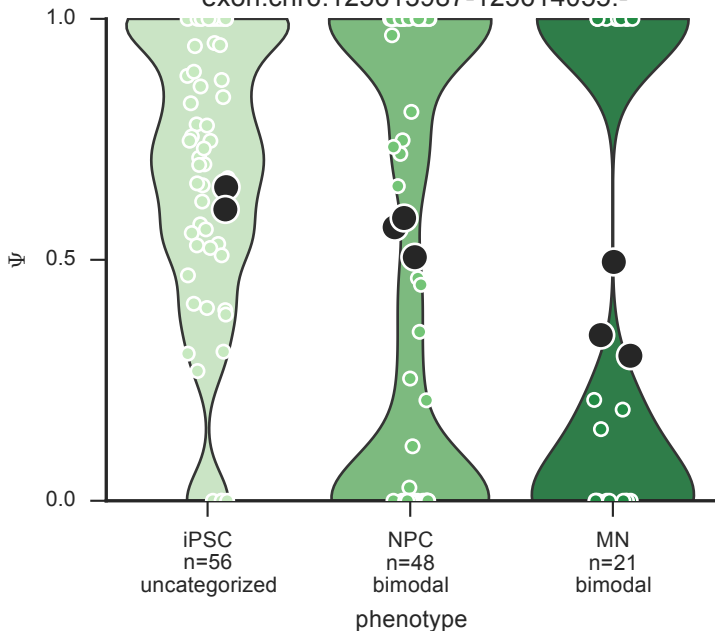 1.0
Ψ
0.5
0.0
iPSC
n=56
uncategorized
NPC
n=48
bimodal
MN
n=21
bimodal
phenotype